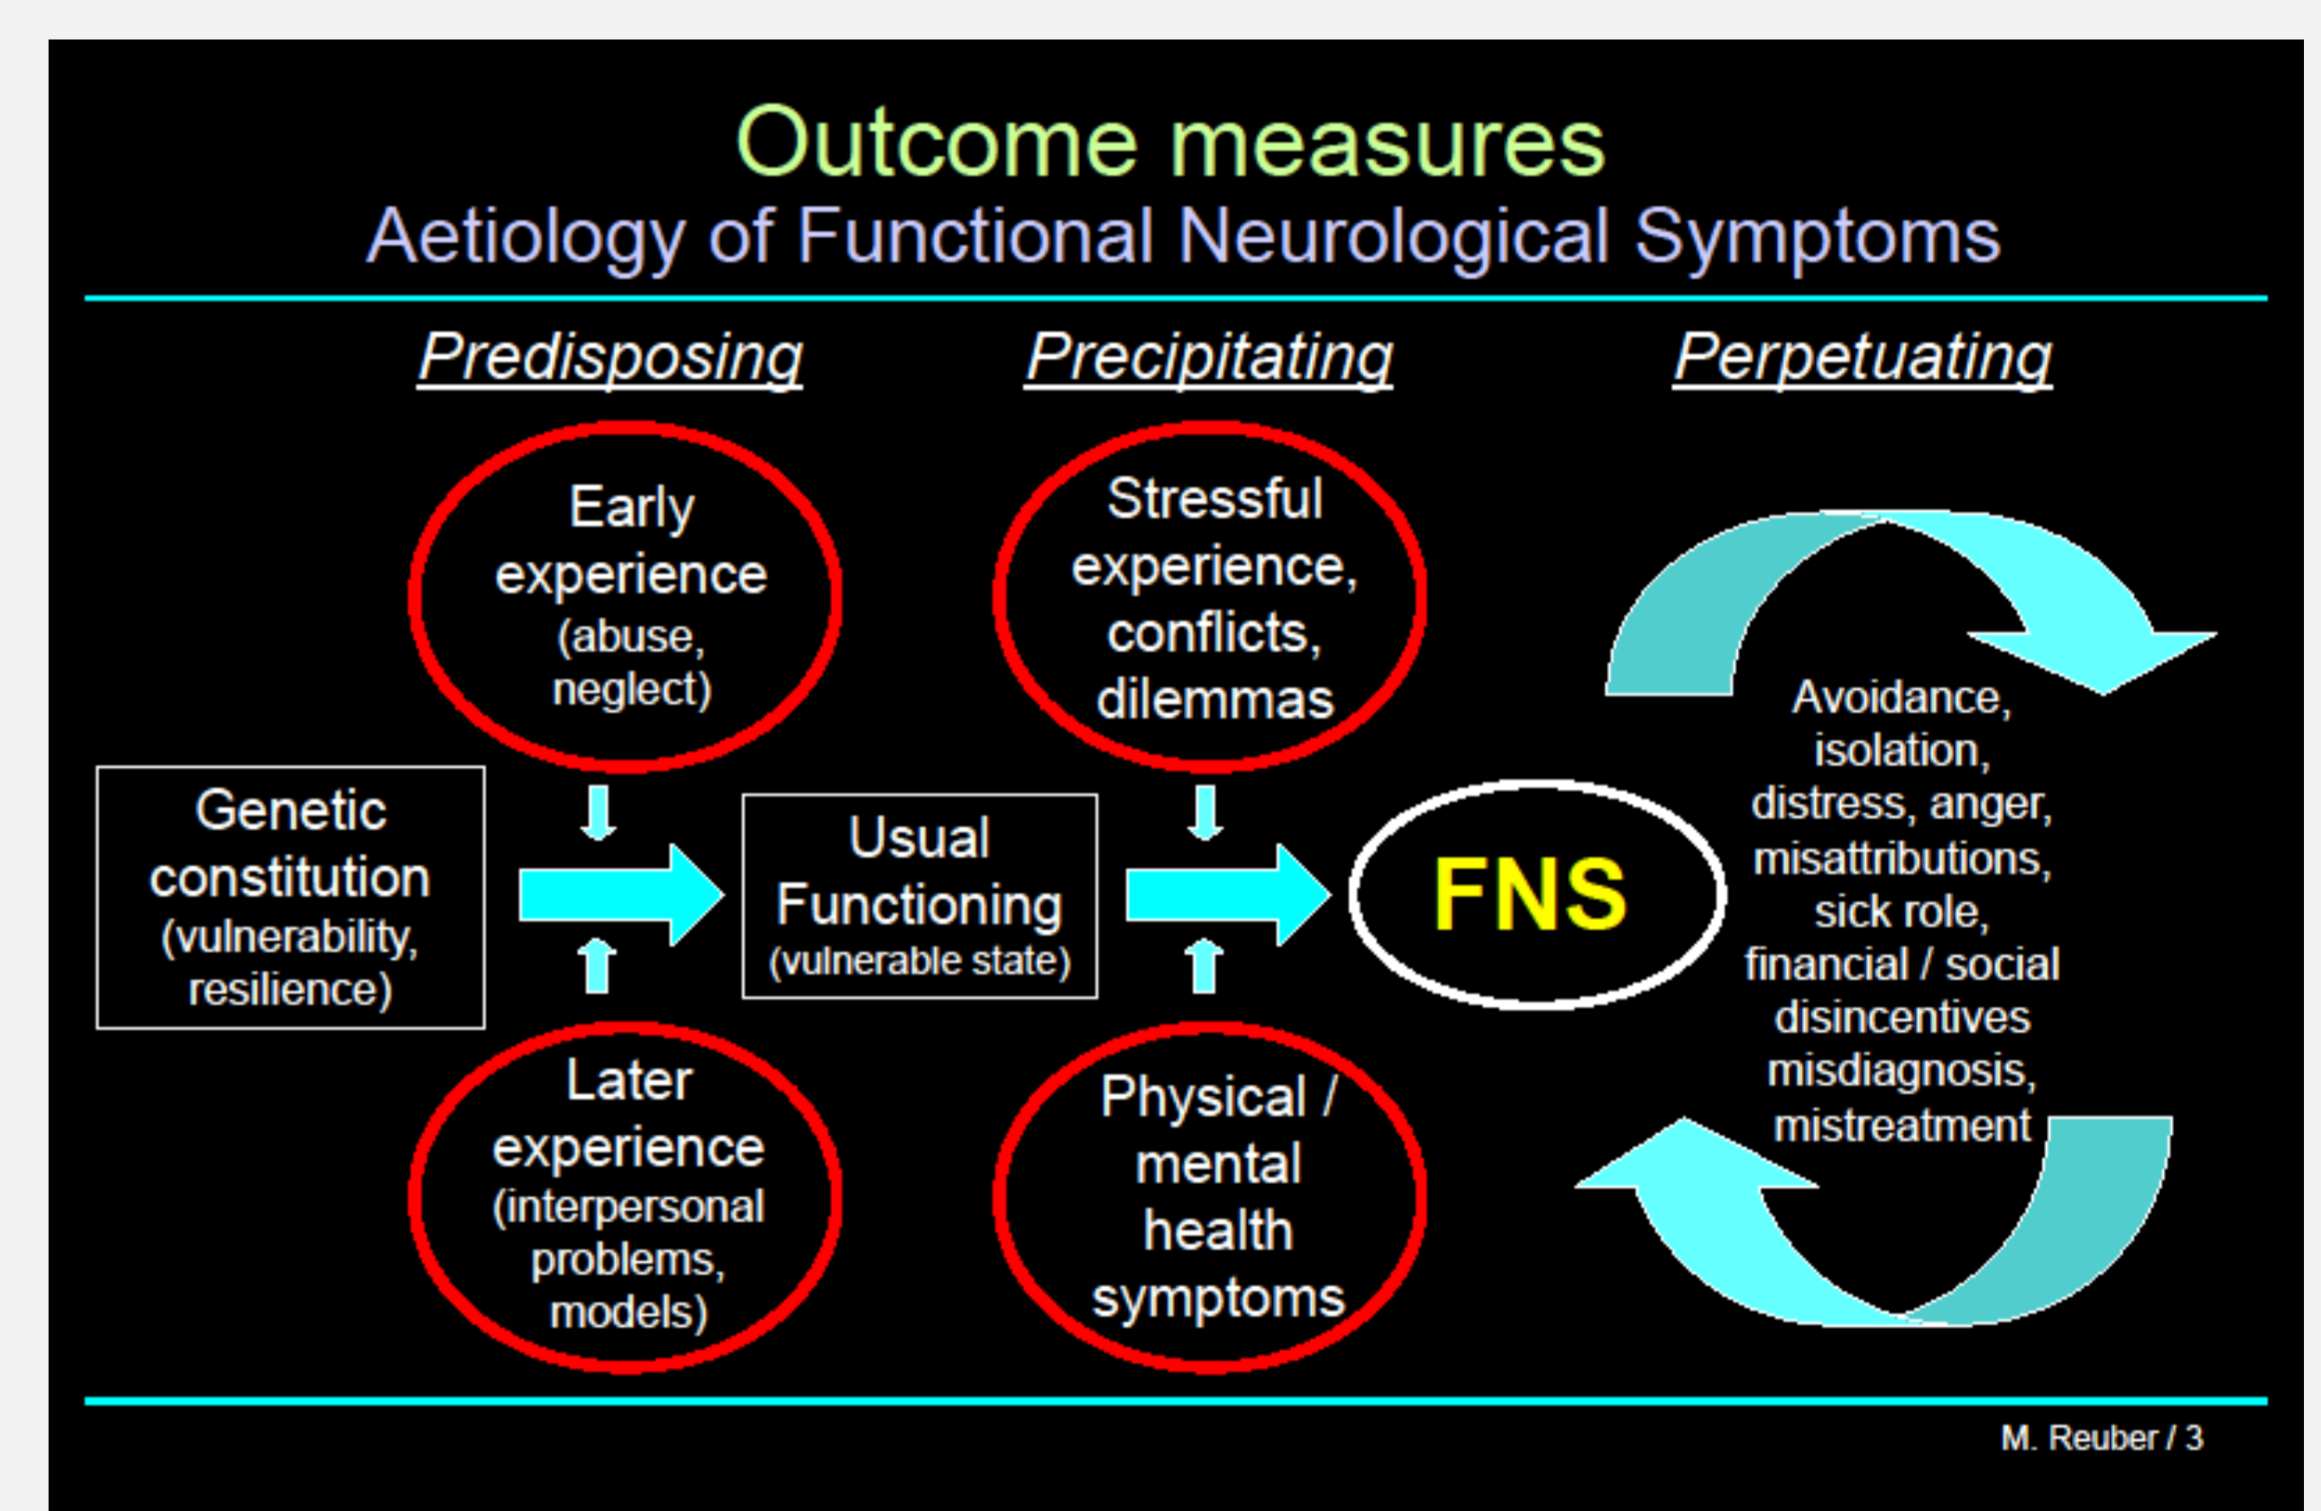 Outcome measures
Aetiology of Functional Neurological Symptoms
Predisposing
Precipitating
Perpetuating
Early
experience
(abuse,
neglect)
Stressful
experience,
conflicts,
dilemmas
Genetic
constitution
(vulnerability,
resilience)
Usual
Functioning
(vulnerable state)
FNS
Avoidance,
isolation,
distress, anger,
misattributions,
sick role,
financial / social
disincentives
misdiagnosis,
mistreatment
Later
experience
(interpersonal
problems,
models)
Physical /
mental
health
symptoms
M. Reuber / 3